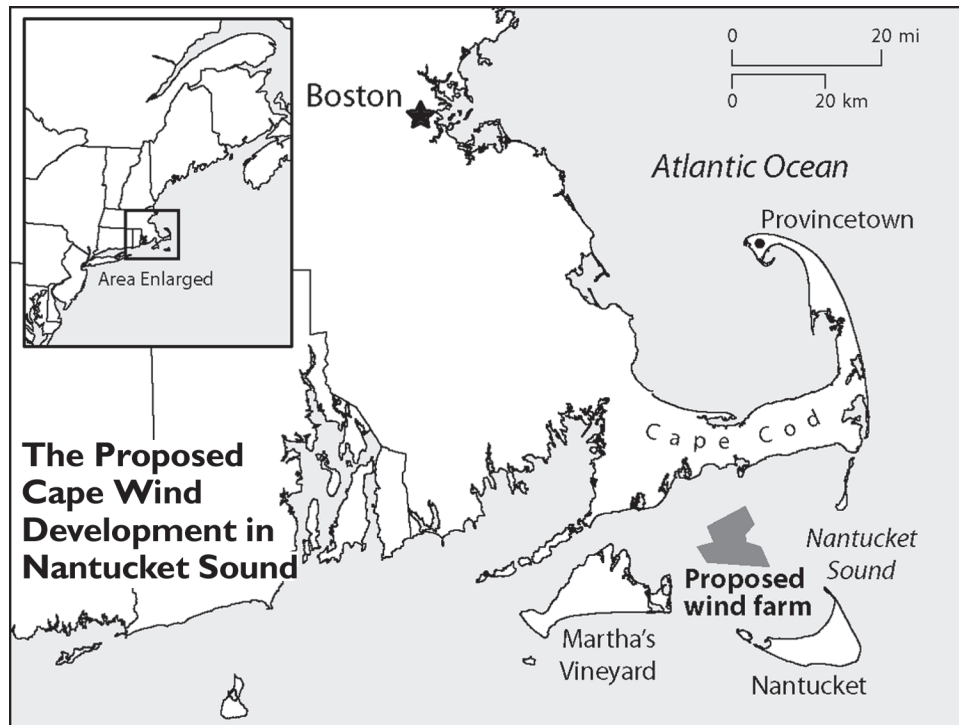 0 20 mi
0 20 km
Boston
Atlantic Ocean
Provincetown
Area Enlarged
Cape Cod
The Proposed
Cape Wind
Development in
Nantucket Sound
Nantucket
Sound
Proposed
wind farm
Martha's
Vineyard
Nantucket